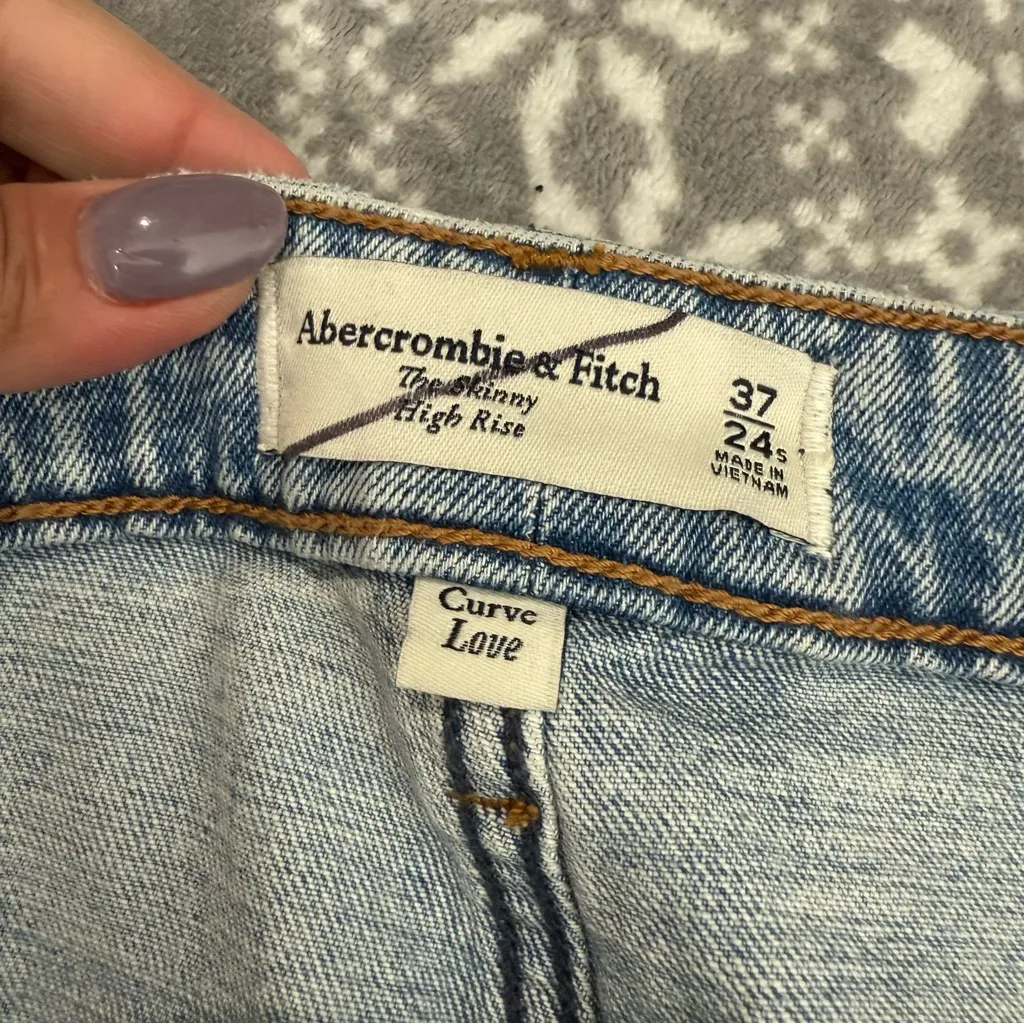 Abercrombie & Fitch
The Skinny
High Rise
37
24s
MADE IN
VIETNAM
Curve
Love